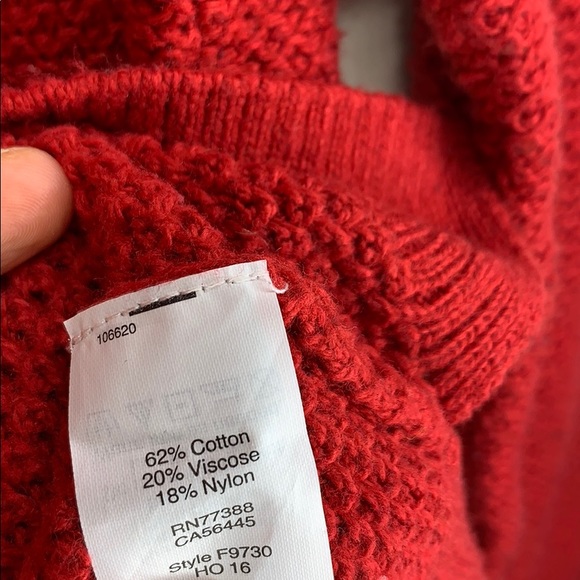 106620
62% Cotton
20% Viscose
18% Nylon
RN77388
CA56445
Style F9730
HO 16